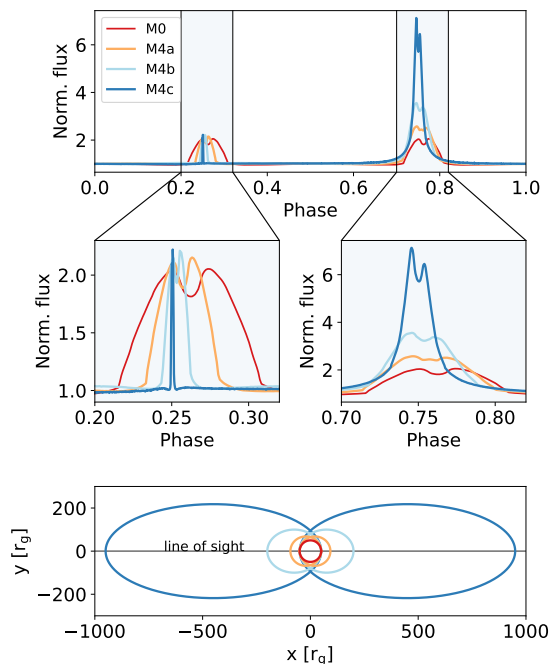 Norm. flux
6
4
2
M0
M4a
M4b
M4c
0.0 0.2 0.4 0.6 0.8 1.0
Phase
Norm. flux
2.0
1.5
1.0
0.20 0.25 0.30
Phase
Norm. flux
6
4
2
0.70 0.75 0.80
Phase
y [rg]
200
0
−200
line of sight
−1000 −500 0 500 1000
x [rg]